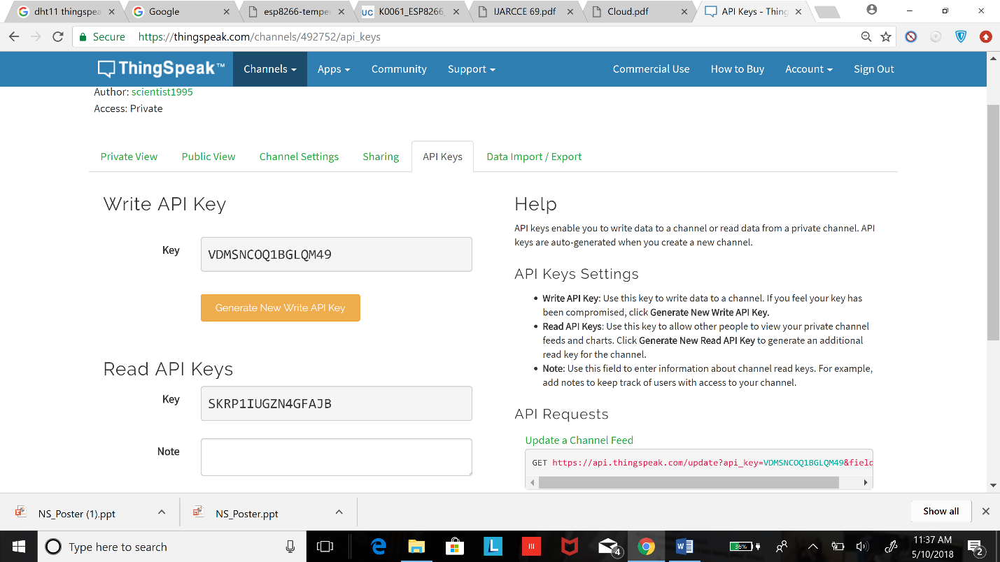 dht11 thingspea
Google
esp8266-tempe
K0061_ESP8266_
IJARCCE 69.pdf
Cloud.pdf
API Keys - Thing
Secure https://thingspeak.com/channels/492752/api_keys
ThingSpeak™
Channels
Apps
Community
Support
Commercial Use
How to Buy
Account
Sign Out
Author: scientist1995
Access: Private
Private View
Public View
Channel Settings
Sharing
API Keys
Data Import / Export
Write API Key
Key
VDMSNCOQ1BGLQM49
Generate New Write API Key
Read API Keys
Key
SKRP1IUGZN4GFAJB
Note
Help
API keys enable you to write data to a channel or read data from a private channel. API
keys are auto-generated when you create a new channel.
API Keys Settings
• Write API Key: Use this key to write data to a channel. If you feel your key has
been compromised, click Generate New Write API Key.
• Read API Keys: Use this key to allow other people to view your private channel
feeds and charts. Click Generate New Read API Key to generate an additional
read key for the channel.
• Note: Use this field to enter information about channel read keys. For example,
add notes to keep track of users with access to your channel.
API Requests
Update a Channel Feed
GET https://api.thingspeak.com/update?api_key=VDMSNCOQ1BGLQM49&field
NS_Poster (1).ppt
NS_Poster.ppt
Show all
Type here to search
4
36%
11:37 AM
5/10/2018
2